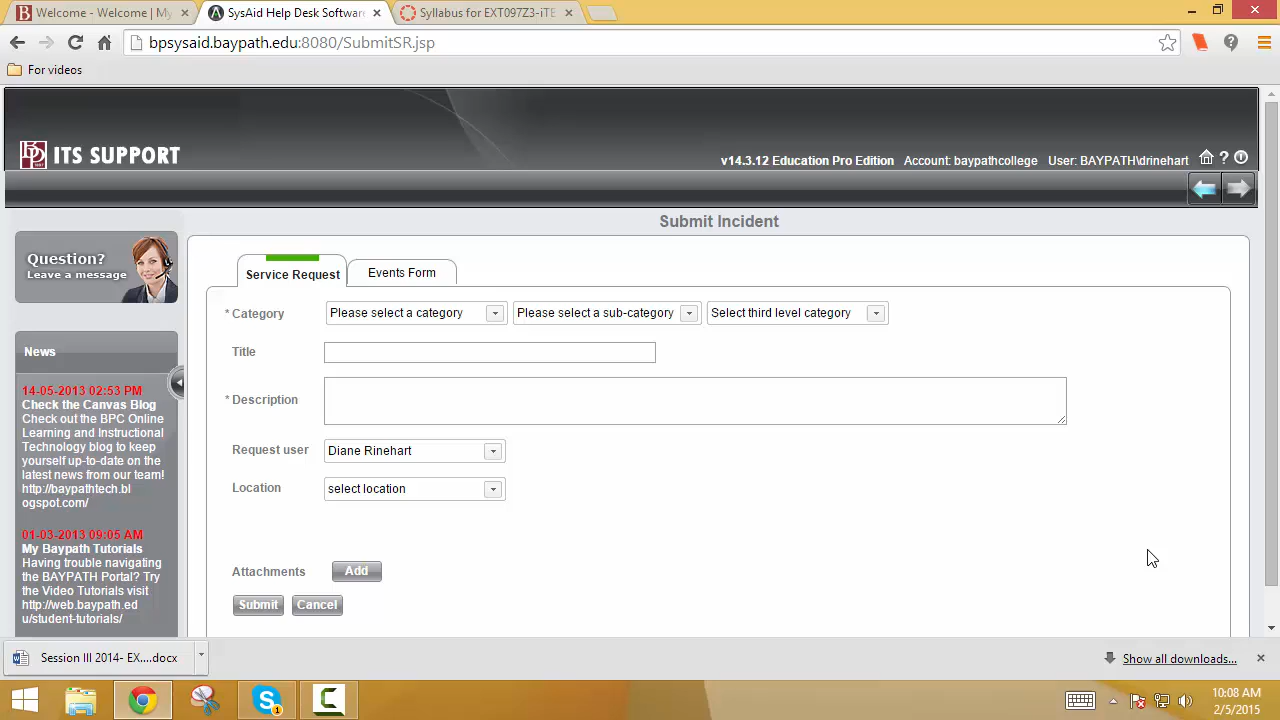 Welcome - Welcome | My
SysAid Help Desk Software
Syllabus for EXT097Z3-iTE
bpsysaid.baypath.edu:8080/SubmitSR.jsp
For videos
BP ITS SUPPORT
v14.3.12 Education Pro Edition Account: baypathcollege User: BAYPATH\drinehart
Submit Incident
Question?
Leave a message
News
14-05-2013 02:53 PM
Check the Canvas Blog
Check out the BPC Online
Learning and Instructional
Technology blog to keep
yourself up-to-date on the
latest news from our team!
http://baypathtech.bl
ogspot.com/
01-03-2013 09:05 AM
My Baypath Tutorials
Having trouble navigating
the BAYPATH Portal? Try
the Video Tutorials visit
http://web.baypath.ed
u/student-tutorials/
Service Request
Events Form
* Category Please select a category Please select a sub-category Select third level category
Title
* Description
Request user Diane Rinehart
Location select location
Attachments Add
Submit Cancel
Session III 2014- EX....docx
Show all downloads...
10:08 AM
2/5/2015